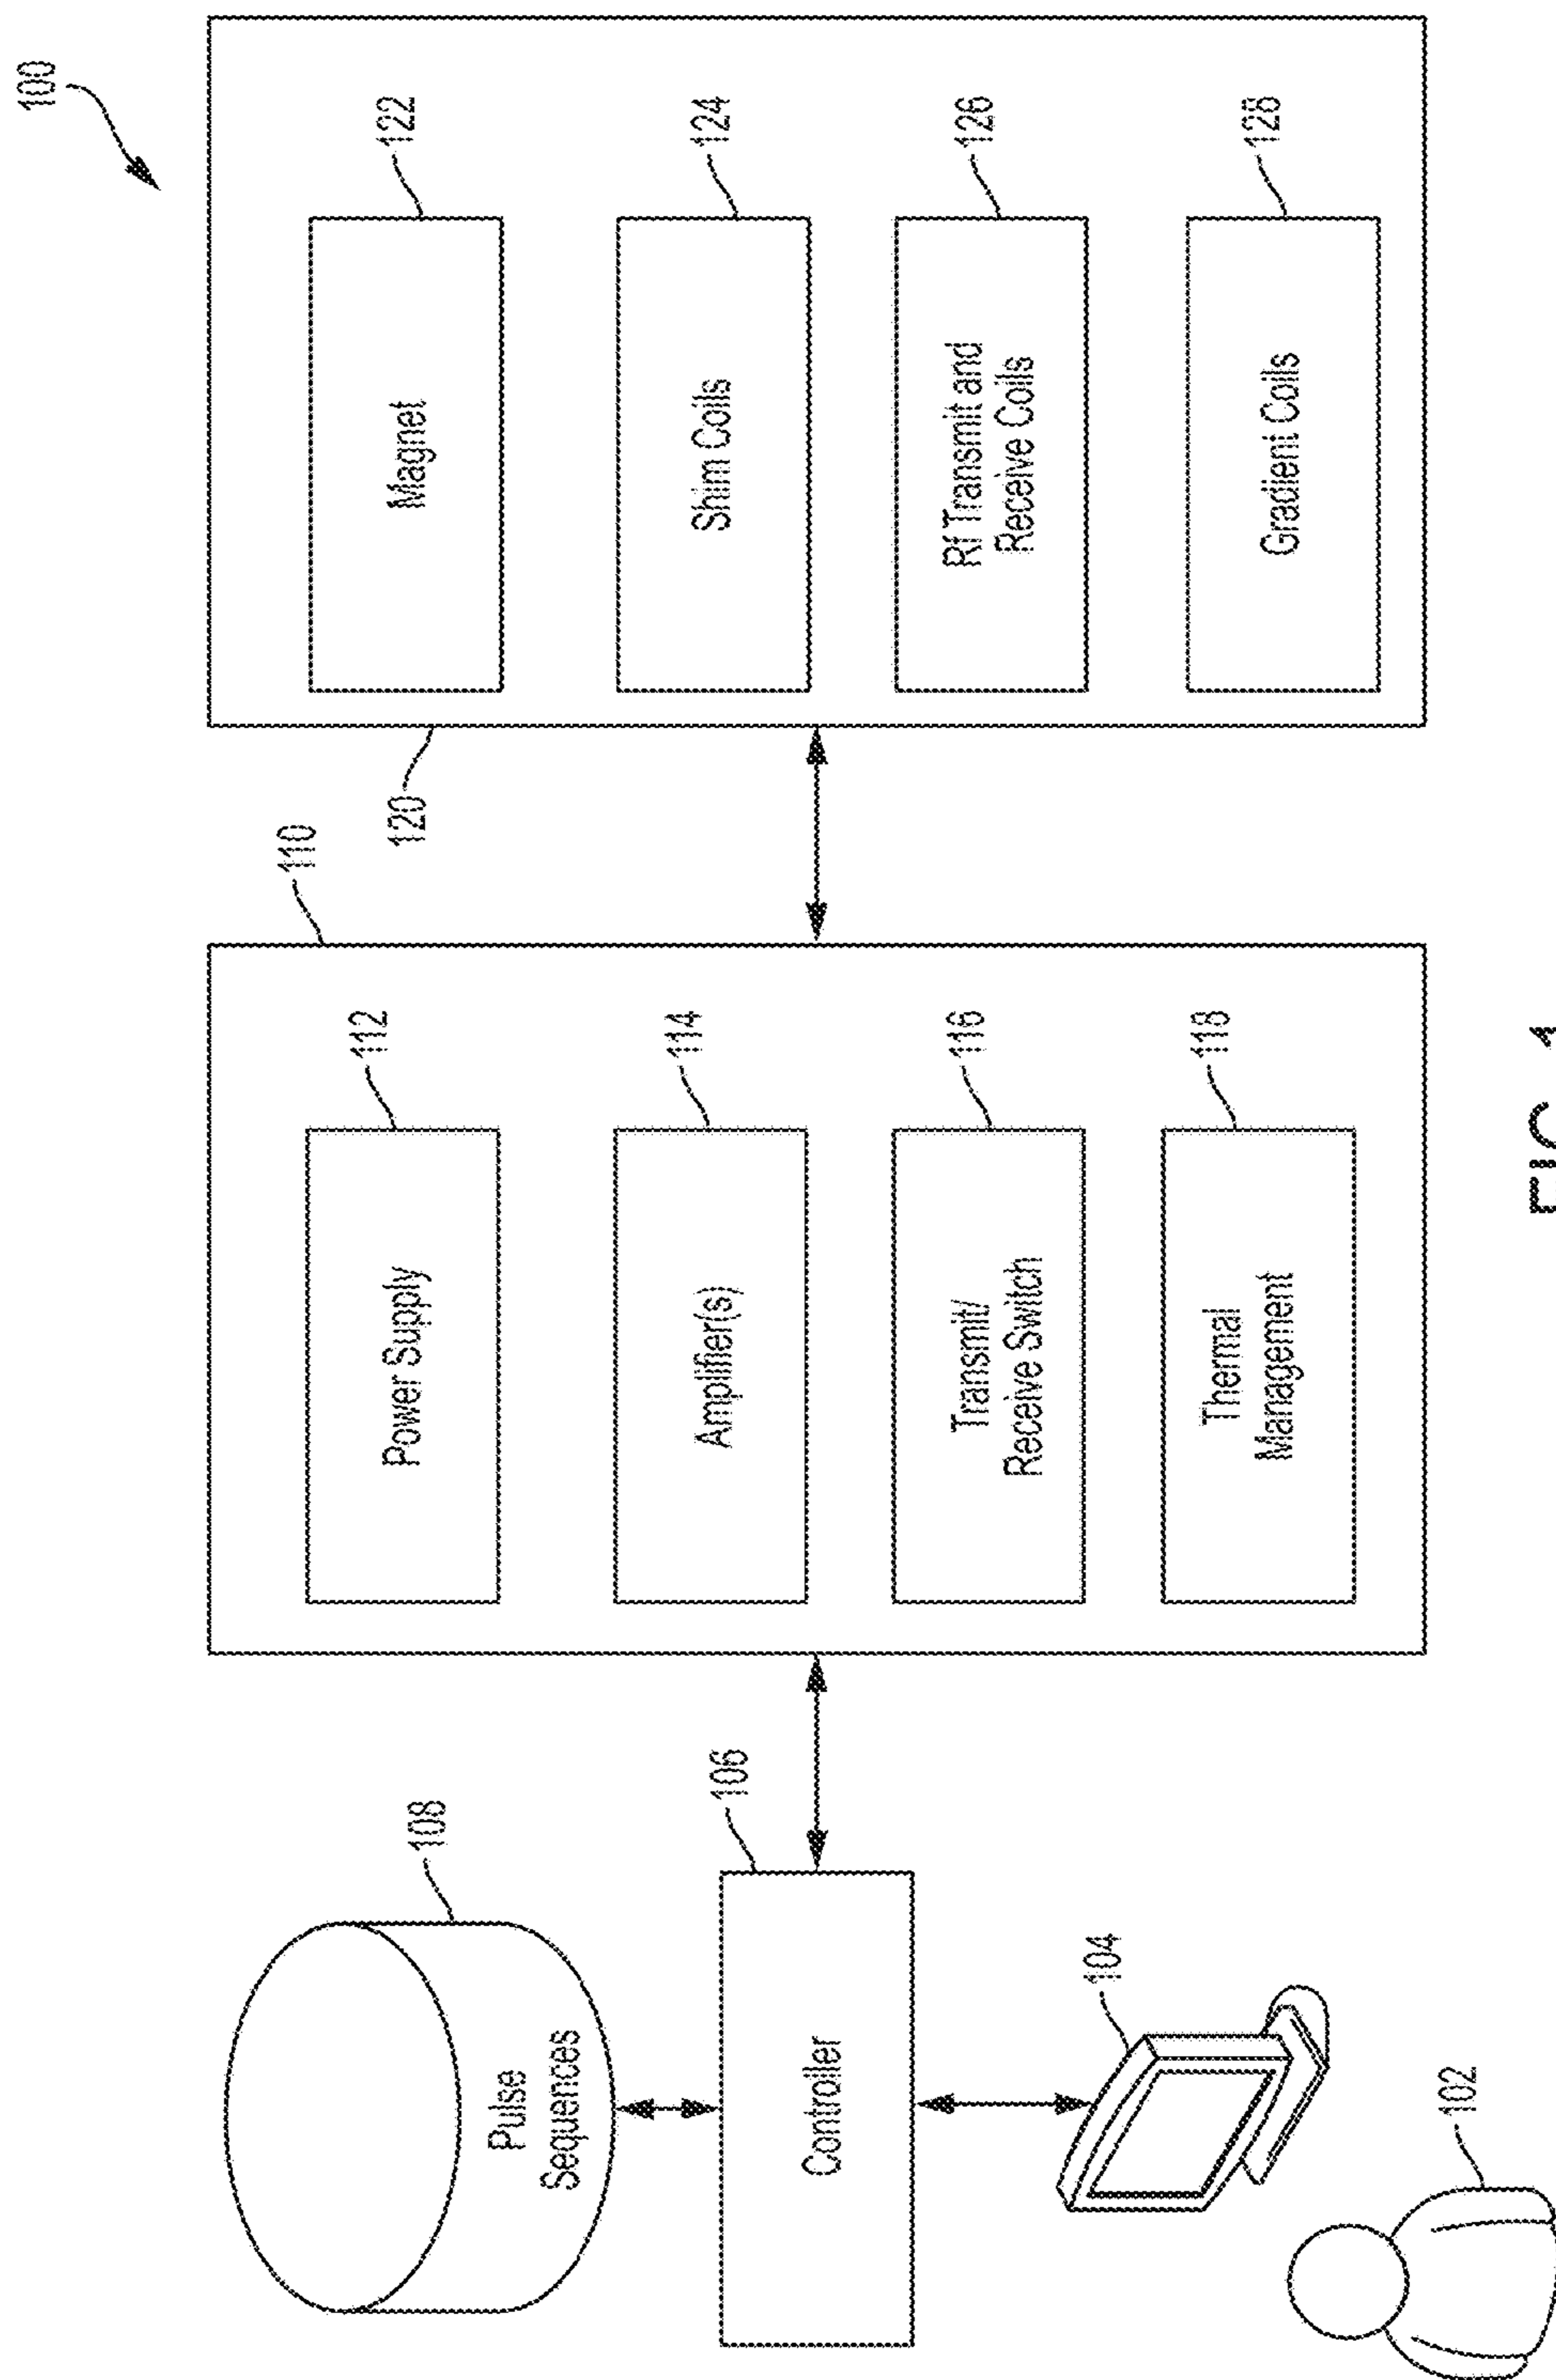 100
108
Pulse
Sequences
106
Controller
104
102
110
112
Power Supply
114
Amplifier(s)
116
Transmit/
Receive Switch
118
Thermal
Management
120
122
Magnet
124
Shim Coils
126
Rf Transmit and
Receive Coils
128
Gradient Coils